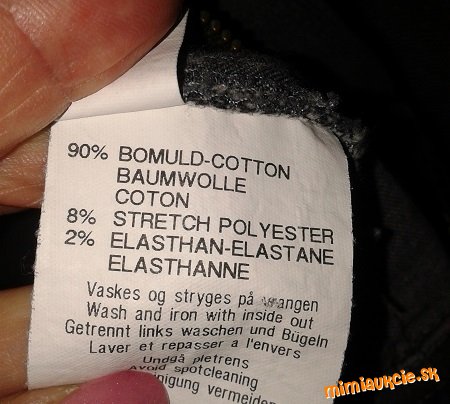 90% BOMULD-COTTON
BAUMWOLLE
COTON
8% STRETCH POLYESTER
2% ELASTHAN-ELASTANE
ELASTHANNE
Vaskes og stryges på vrangen
Wash and iron with inside out
Getrennt links waschen und Bügeln
Laver et repasser a l'envers
Undgå pletrens
Avoid spotcleaning
vermeiden
mimiaukcie.sk